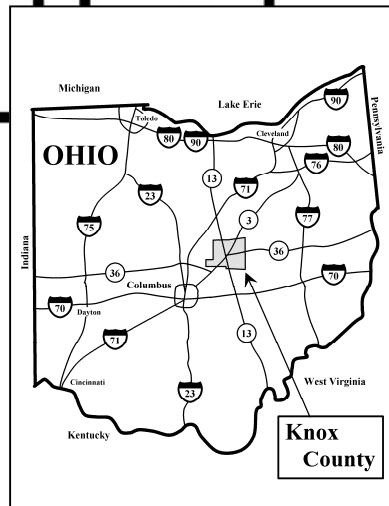 Michigan
Lake Erie
Pennsylvania
90
Toledo
80
90
Cleveland
80
76
OHIO
13
71
23
3
77
75
Indiana
36
36
Columbus
70
70
Dayton
71
13
Cincinnati
23
West Virginia
Kentucky
Knox
County